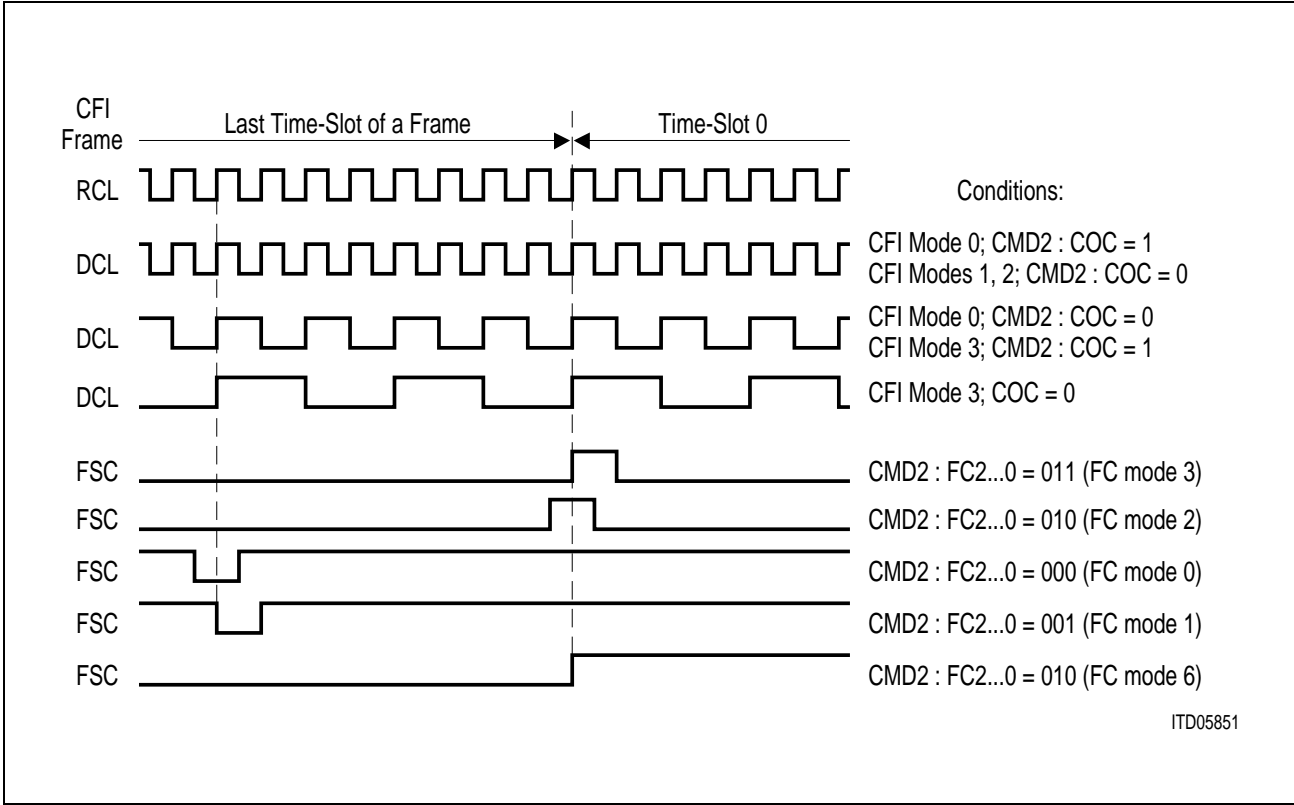 CFI
Frame
Last Time-Slot of a Frame
Time-Slot 0
RCL
Conditions:
DCL
CFI Mode 0; CMD2 : COC = 1
CFI Modes 1, 2; CMD2 : COC = 0
DCL
CFI Mode 0; CMD2 : COC = 0
CFI Mode 3; CMD2 : COC = 1
DCL
CFI Mode 3; COC = 0
FSC
CMD2 : FC2...0 = 011 (FC mode 3)
FSC
CMD2 : FC2...0 = 010 (FC mode 2)
FSC
CMD2 : FC2...0 = 000 (FC mode 0)
FSC
CMD2 : FC2...0 = 001 (FC mode 1)
FSC
CMD2 : FC2...0 = 010 (FC mode 6)
ITD05851